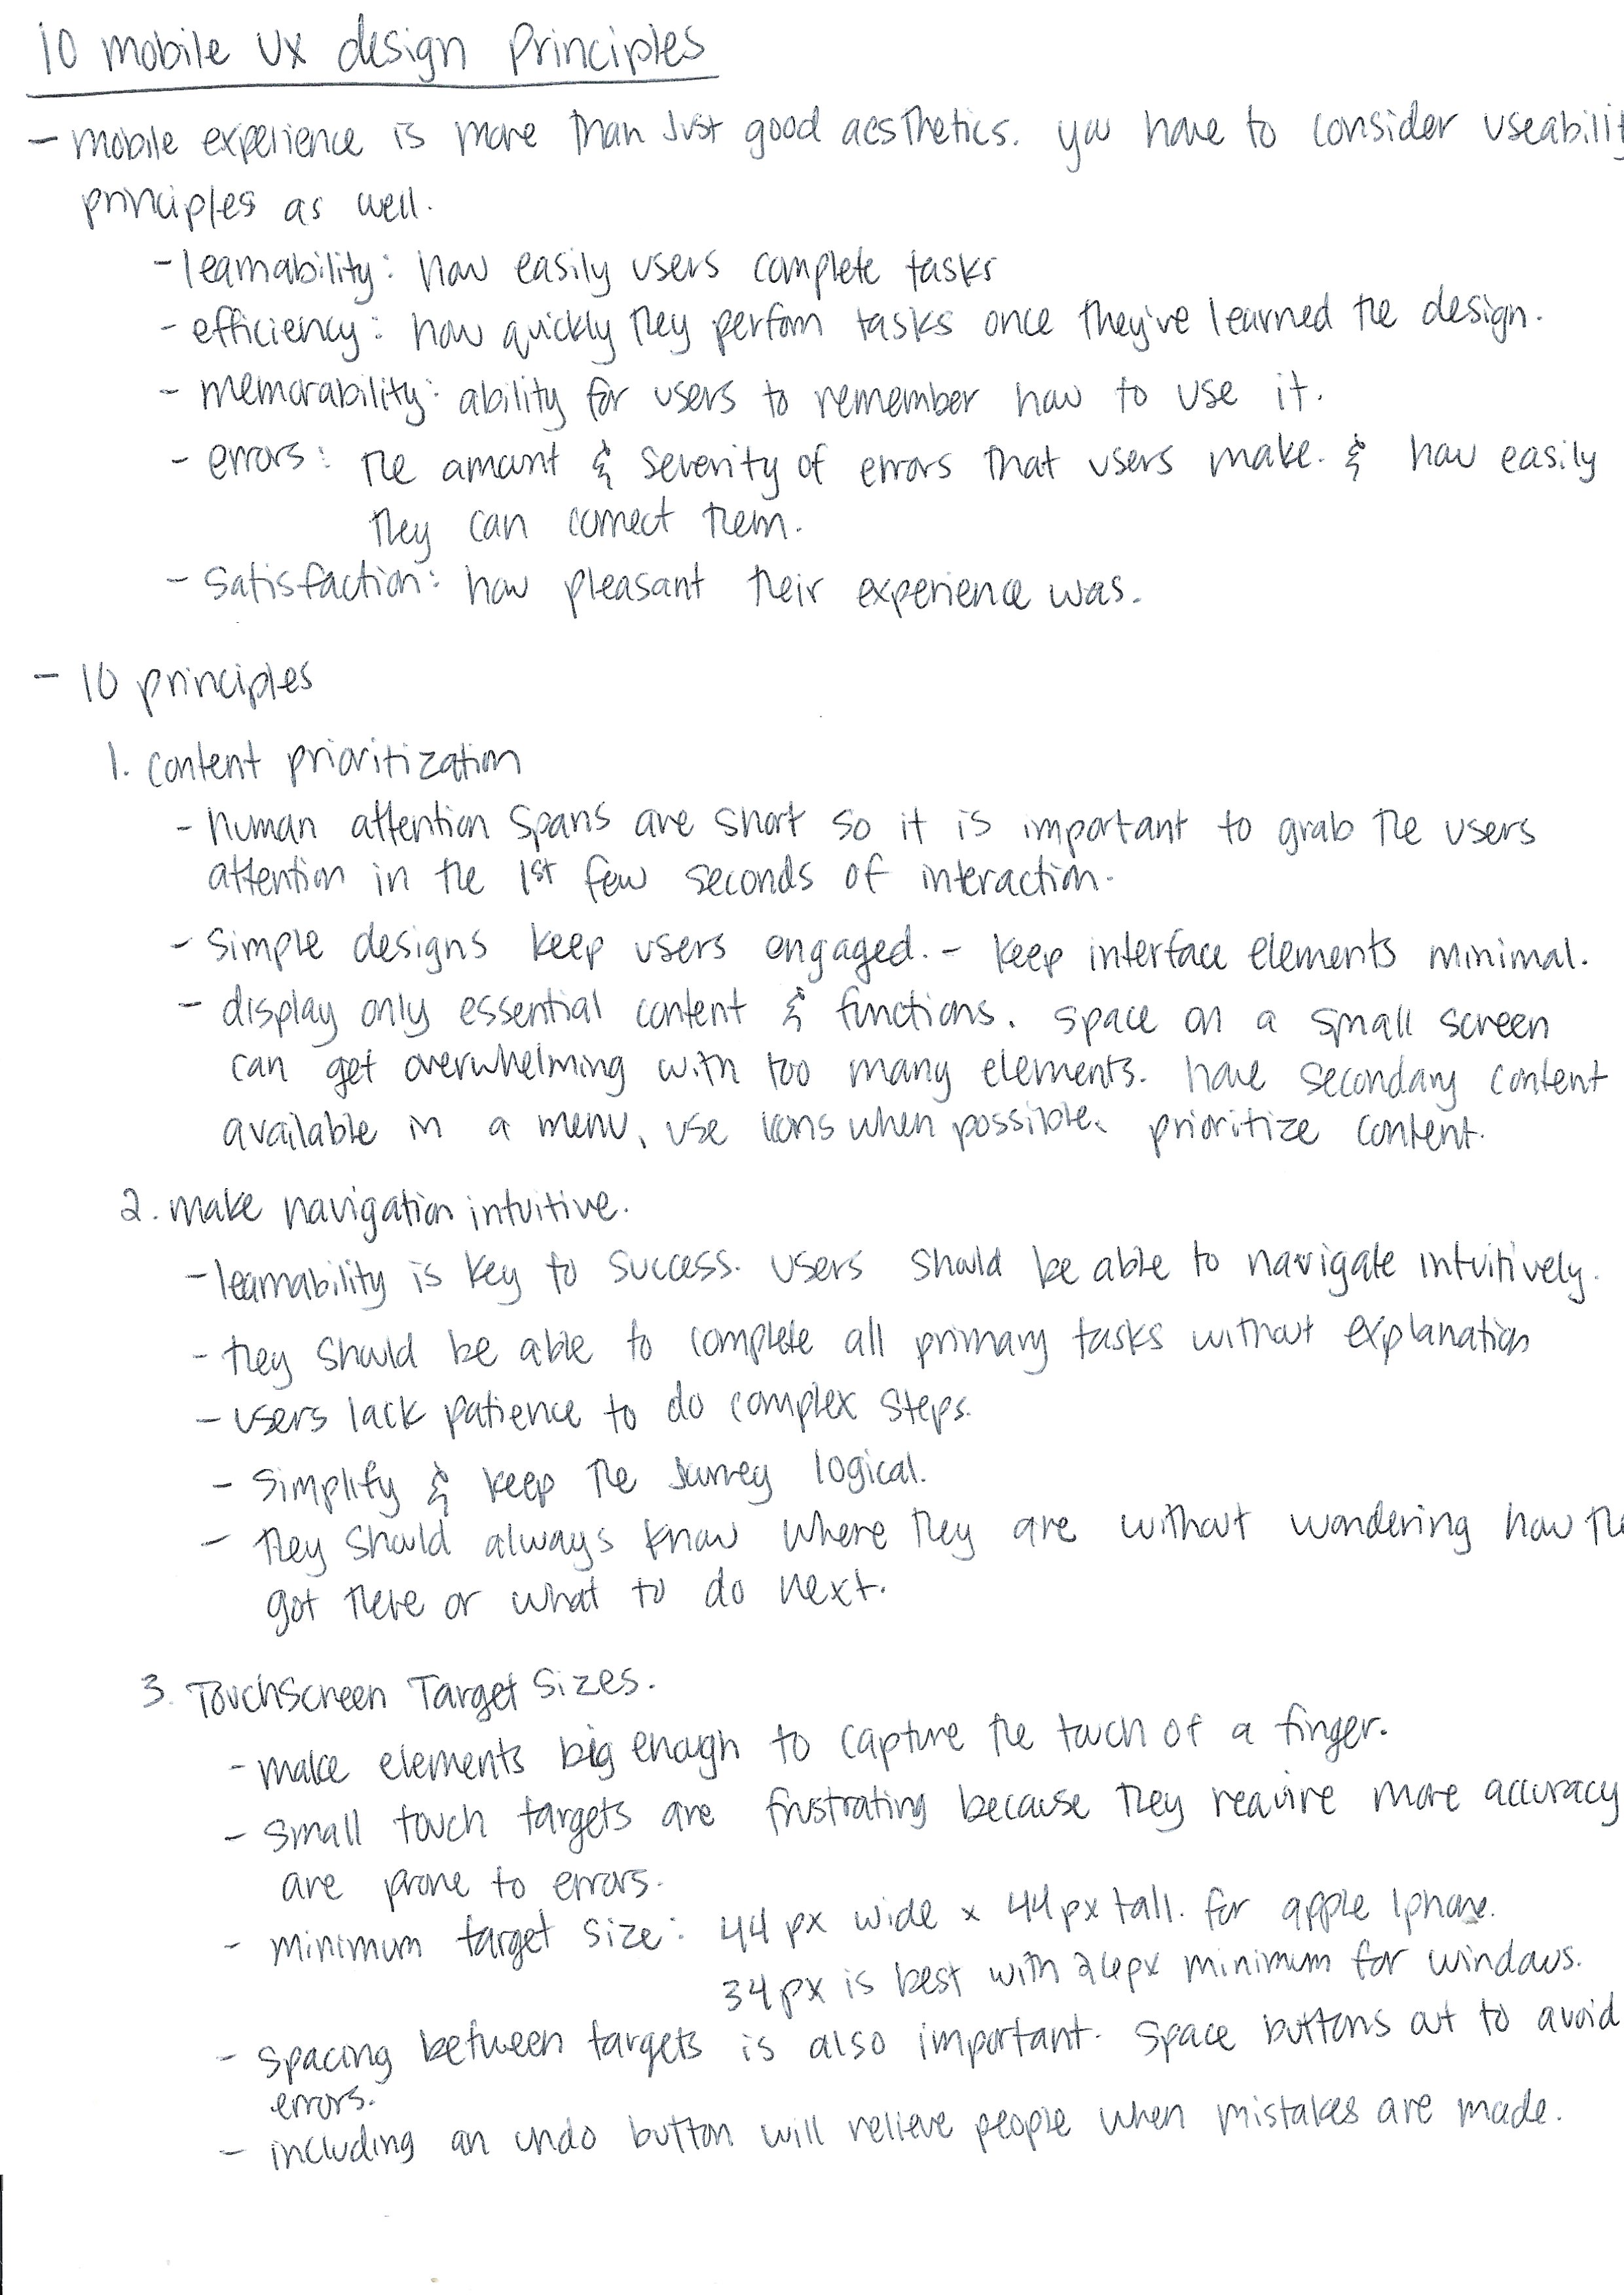 10 mobile UX design Principles
- mobile experience is more than just good aesthetics. you have to consider useabilit
principles as well.
- learnability: how easily users complete tasks
- efficiency: how quickly they perform tasks once they've learned the design.
- memorability: ability for users to remember how to use it.
- errors: the amount & severity of errors that users make. & how easily
they can correct them.
- satisfaction: how pleasant their experience was.
- 10 principles
1. content prioritization
- human attention spans are short so it is important to grab the users
attention in the 1st few seconds of interaction.
- simple designs keep users engaged. - keep interface elements minimal.
- display only essential content & functions. space on a small screen
can get overwhelming with too many elements. have secondary content
available in a menu, use icons when possible. prioritize content.
2. make navigation intuitive.
- learnability is key to success. users should be able to navigate intuitively.
- they should be able to complete all primary tasks without explanation
- users lack patience to do complex steps.
- simplify & keep the journey logical.
- they should always know where they are without wondering how the
got there or what to do next.
3. Touchscreen Target Sizes.
- make elements big enough to capture the touch of a finger.
- small touch targets are frustrating because they require more accuracy
are prone to errors.
- minimum target size: 44px wide x 44px tall. for apple iphone.
34px is best with 26px minimum for windows.
- spacing between targets is also important. space buttons out to avoid
errors.
- including an undo button will relieve people when mistakes are made.